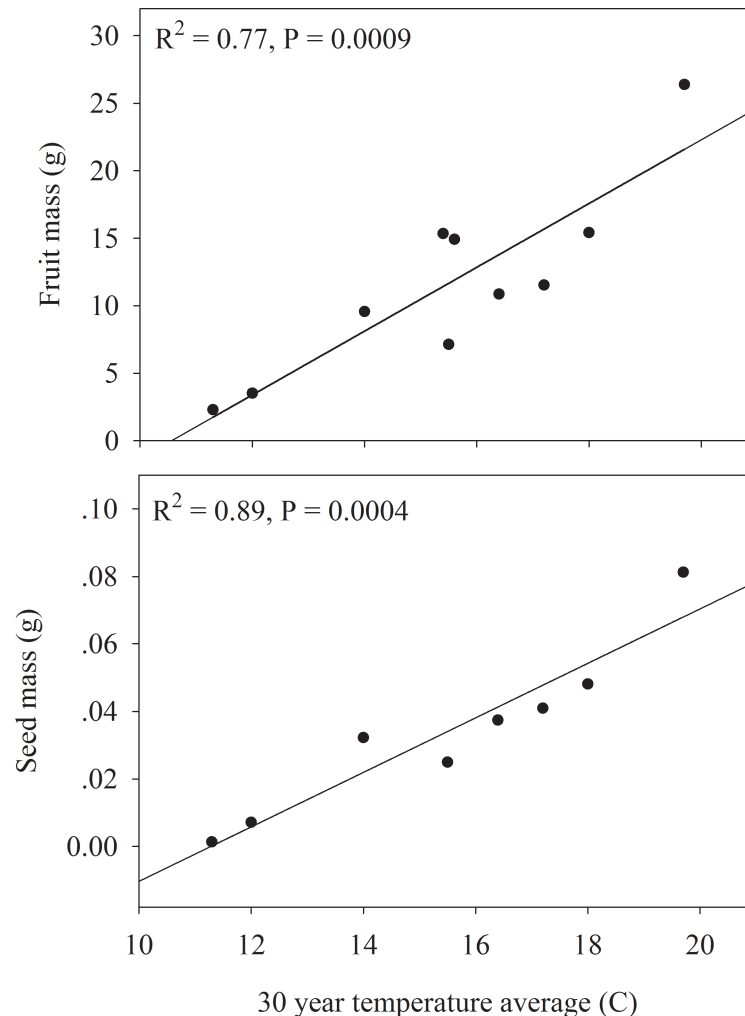 30
R² = 0.77, P = 0.0009
25
20
15
10
5
0
Fruit mass (g)
.10
R² = 0.89, P = 0.0004
.08
.06
.04
.02
0.00
Seed mass (g)
10 12 14 16 18 20
30 year temperature average (C)